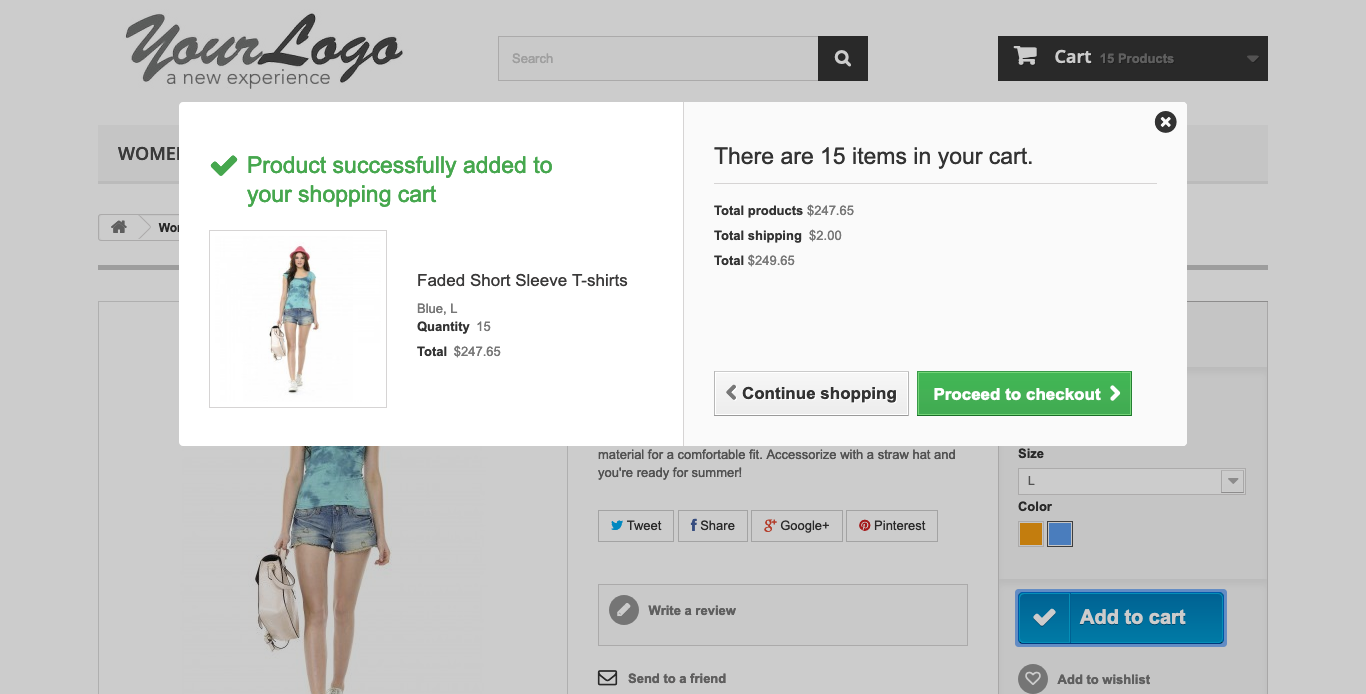 YourLogo
a new experience
Search
Cart 15 Products
WOME
Product successfully added to
your shopping cart
Faded Short Sleeve T-shirts
Blue, L
Quantity 15
Total $247.65
There are 15 items in your cart.
Total products $247.65
Total shipping $2.00
Total $249.65
Continue shopping
Proceed to checkout
Wo
material for a comfortable fit. Accessorize with a straw hat and
you're ready for summer!
Tweet
Share
Google+
Pinterest
Write a review
Send to a friend
Size
L
Color
Add to cart
Add to wishlist